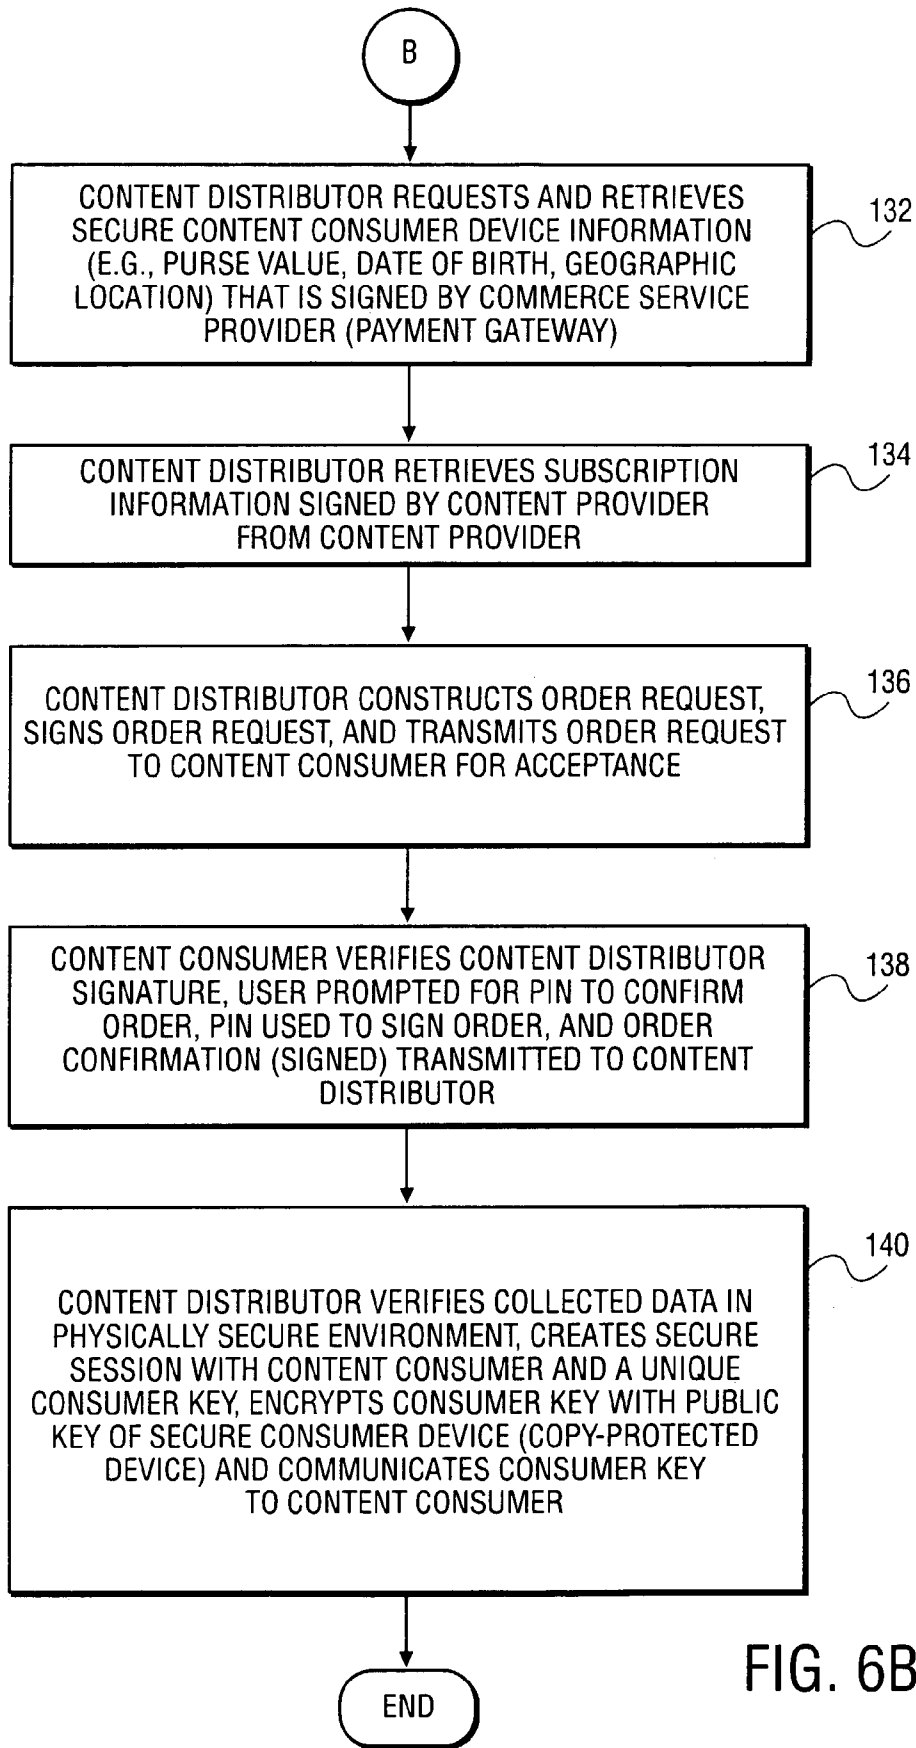 B
CONTENT DISTRIBUTOR REQUESTS AND RETRIEVES
SECURE CONTENT CONSUMER DEVICE INFORMATION
(E.G., PURSE VALUE, DATE OF BIRTH, GEOGRAPHIC
LOCATION) THAT IS SIGNED BY COMMERCE SERVICE
PROVIDER (PAYMENT GATEWAY)
132
CONTENT DISTRIBUTOR RETRIEVES SUBSCRIPTION
INFORMATION SIGNED BY CONTENT PROVIDER
FROM CONTENT PROVIDER
134
CONTENT DISTRIBUTOR CONSTRUCTS ORDER REQUEST,
SIGNS ORDER REQUEST, AND TRANSMITS ORDER REQUEST
TO CONTENT CONSUMER FOR ACCEPTANCE
136
CONTENT CONSUMER VERIFIES CONTENT DISTRIBUTOR
SIGNATURE, USER PROMPTED FOR PIN TO CONFIRM
ORDER, PIN USED TO SIGN ORDER, AND ORDER
CONFIRMATION (SIGNED) TRANSMITTED TO CONTENT
DISTRIBUTOR
138
CONTENT DISTRIBUTOR VERIFIES COLLECTED DATA IN
PHYSICALLY SECURE ENVIRONMENT, CREATES SECURE
SESSION WITH CONTENT CONSUMER AND A UNIQUE
CONSUMER KEY, ENCRYPTS CONSUMER KEY WITH PUBLIC
KEY OF SECURE CONSUMER DEVICE (COPY-PROTECTED
DEVICE) AND COMMUNICATES CONSUMER KEY
TO CONTENT CONSUMER
140
END
FIG. 6B